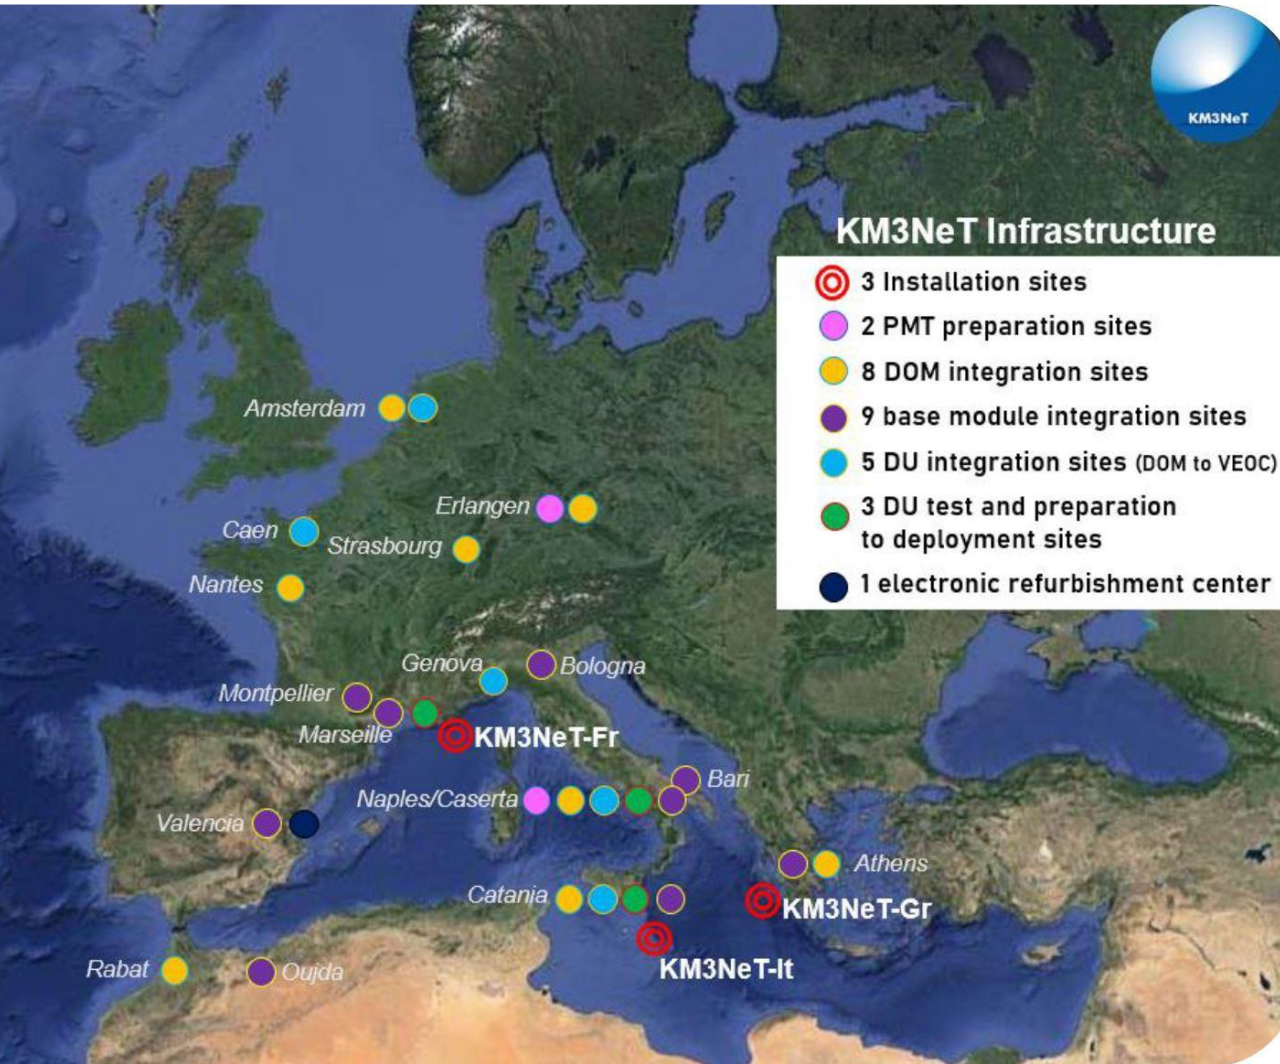 KM3NeT
KM3NeT Infrastructure
3 Installation sites
2 PMT preparation sites
8 DOM integration sites
9 base module integration sites
5 DU integration sites (DOM to VEOC)
3 DU test and preparation
to deployment sites
1 electronic refurbishment center
Amsterdam
Erlangen
Caen
Strasbourg
Nantes
Genova
Bologna
Montpellier
Marseille
KM3NeT-Fr
Bari
Naples/Caserta
Valencia
Athens
Catania
KM3NeT-Gr
KM3NeT-It
Rabat
Oujda